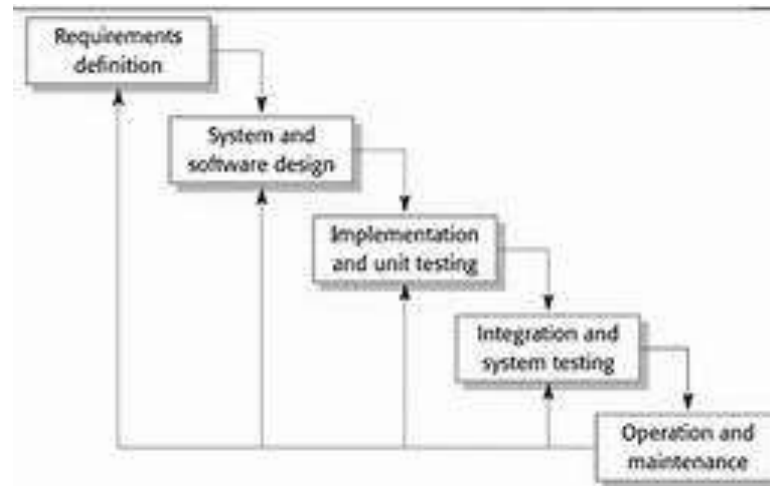 Requirements
definition
System and
software design
Implementation
and unit testing
Integration and
system testing
Operation and
maintenance